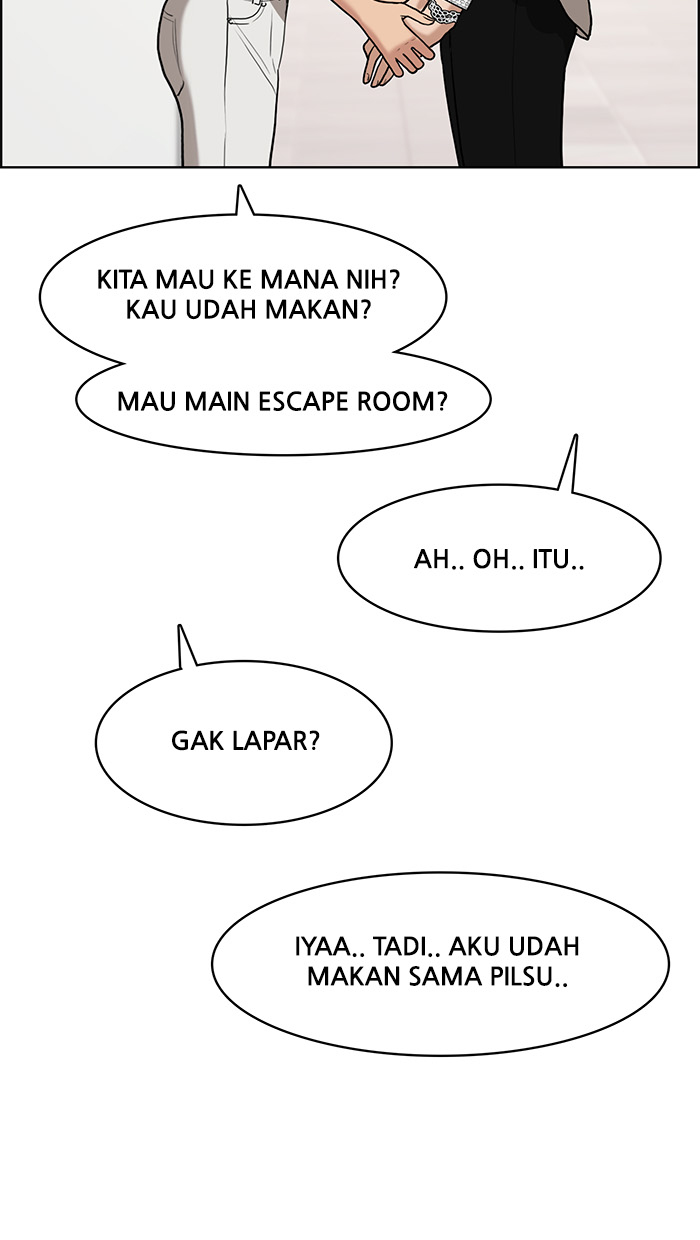 KITA MAU KE MANA NIH?
KAU UDAH MAKAN?
MAU MAIN ESCAPE ROOM?
AH.. OH.. ITU..
GAK LAPAR?
IYAA.. TADI.. AKU UDAH
MAKAN SAMA PILSU..